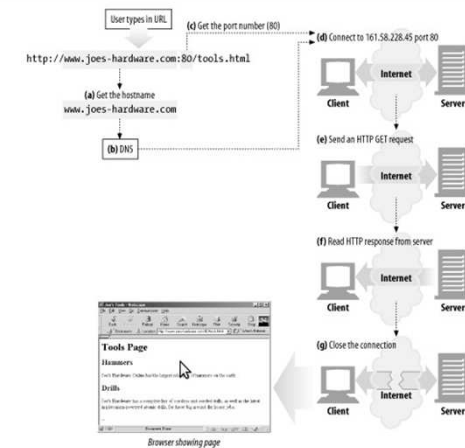 User types in URL
(c) Get the port number (80)
http://www.joes-hardware.com:80/tools.html
(a) Get the hostname
www.joes-hardware.com
(b) DNS
(d) Connect to 161.58.228.45 port 80
Internet
Client
Server
(e) Send an HTTP GET request
Internet
Client
Server
(f) Read HTTP response from server
Internet
Client
Server
(g) Close the connection
Internet
Client
Server
Tools Page
Hammers
Drills
Browser showing page